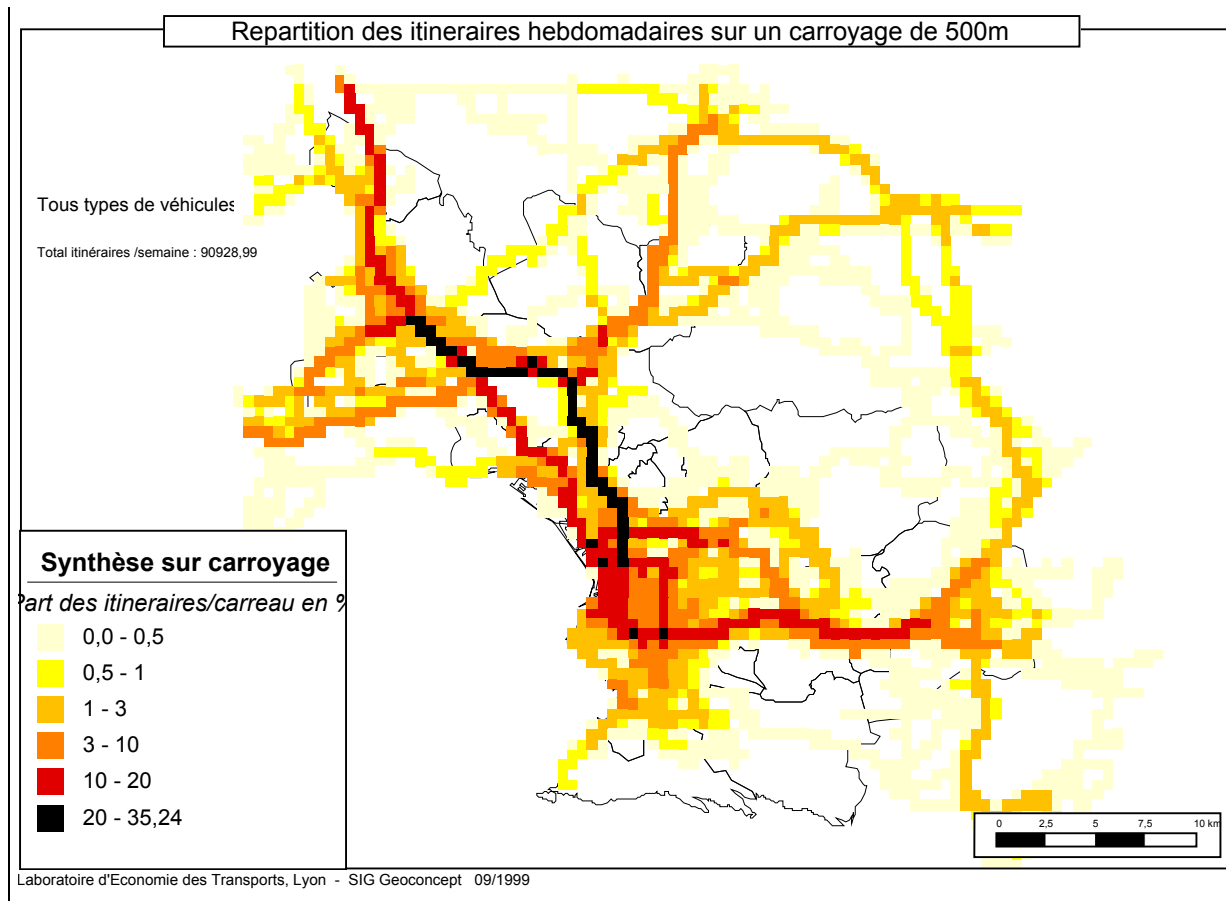 Repartition des itineraires hebdomadaires sur un carroyage de 500m
Tous types de véhicules
Total itinéraires /semaine : 90928,99
Synthèse sur carroyage
Part des itineraires/carreau en %
0,0 - 0,5
0,5 - 1
1 - 3
3 - 10
10 - 20
20 - 35,24
0 2,5 5 7,5 10 km
Laboratoire d'Economie des Transports, Lyon - SIG Geoconcept 09/1999